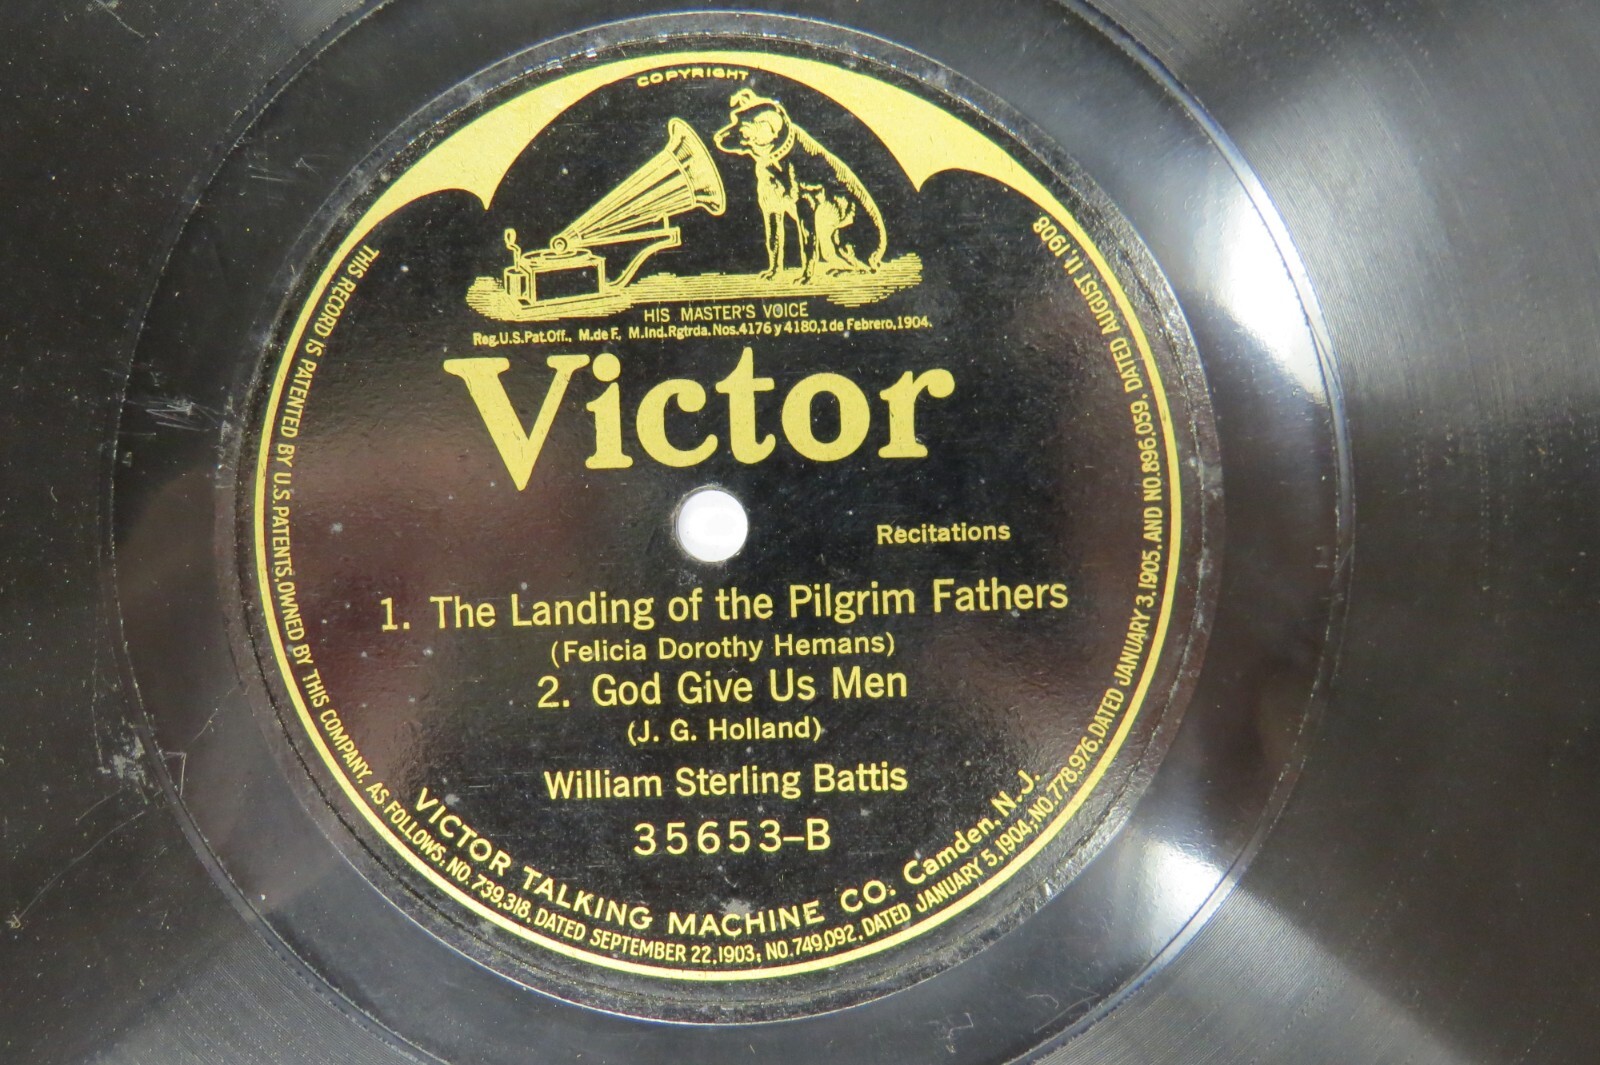 COPYRIGHT
HIS MASTER'S VOICE
Reg.U.S.Pat.Off., M.de F., M.Ind.Rgtrda.Nos.4176 y 4180,1 de Febrero,1904.
Victor
Recitations
1. The Landing of the Pilgrim Fathers
(Felicia Dorothy Hemans)
2. God Give Us Men
(J. G. Holland)
William Sterling Battis
35653-B
VICTOR TALKING MACHINE CO. Camden, N.J.
THIS RECORD IS PATENTED BY U.S. PATENTS, OWNED BY THIS COMPANY, AS FOLLOWS. NO. 739,318, DATED SEPTEMBER 22, 1903; NO. 749,092, DATED JANUARY 5, 1904; NO. 778,976, DATED JANUARY 3, 1905, AND NO. 896,059, DATED AUGUST 11, 1908.